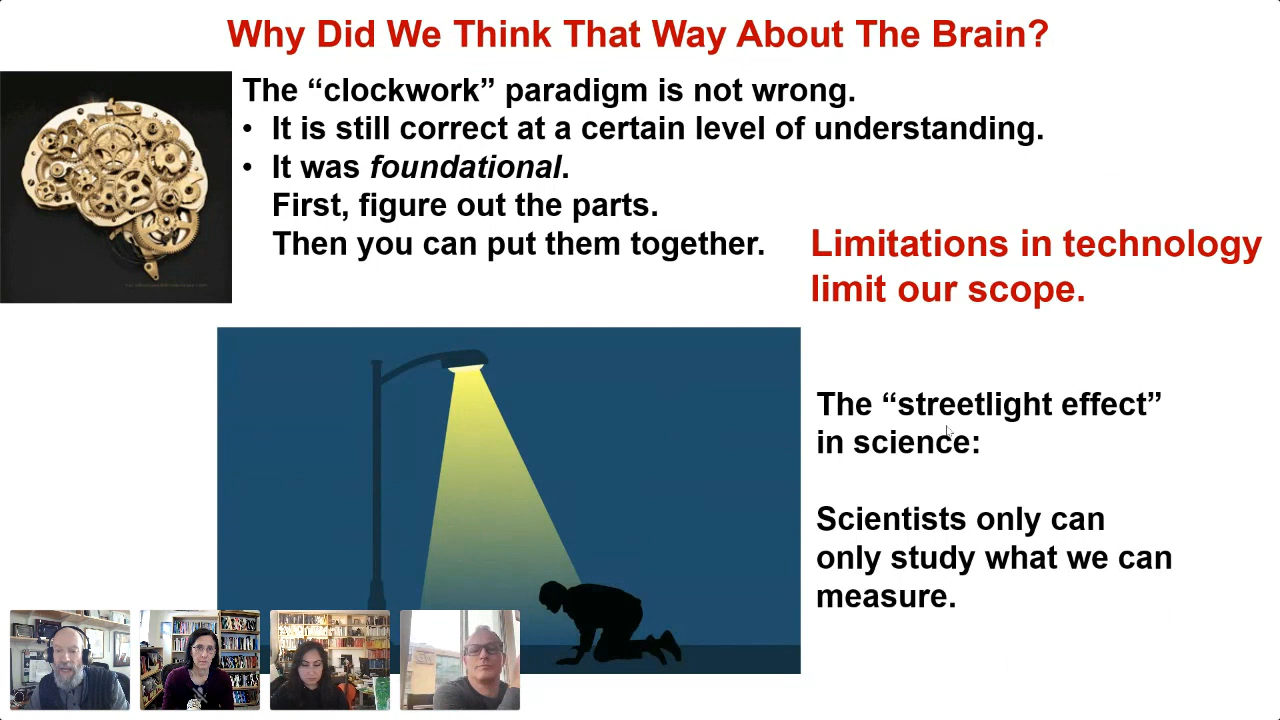 Why Did We Think That Way About The Brain?
The “clockwork” paradigm is not wrong.
• It is still correct at a certain level of understanding.
• It was foundational.
First, figure out the parts.
Then you can put them together.
Limitations in technology
limit our scope.
The “streetlight effect”
in science:
Scientists only can
only study what we can
measure.